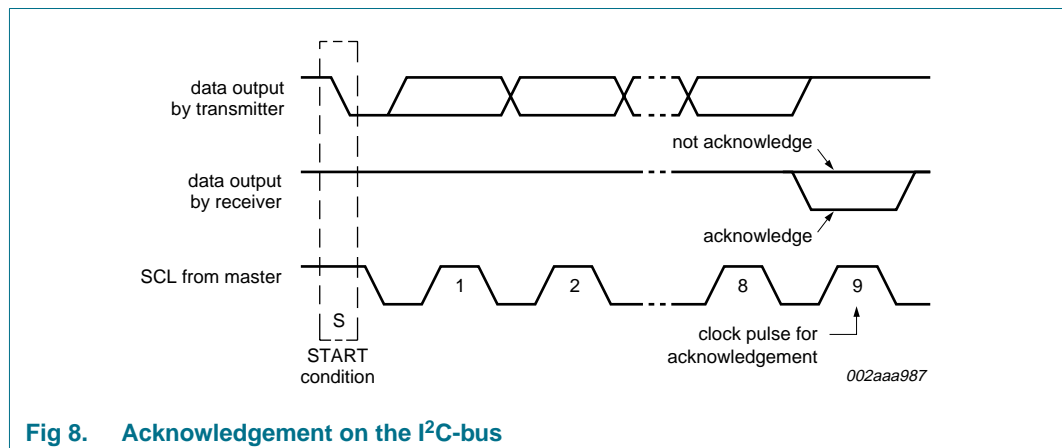 data output
by transmitter
not acknowledge
data output
by receiver
acknowledge
SCL from master
1
2
8
9
S
START
condition
clock pulse for
acknowledgement
002aaa987
Fig 8. Acknowledgement on the I²C-bus